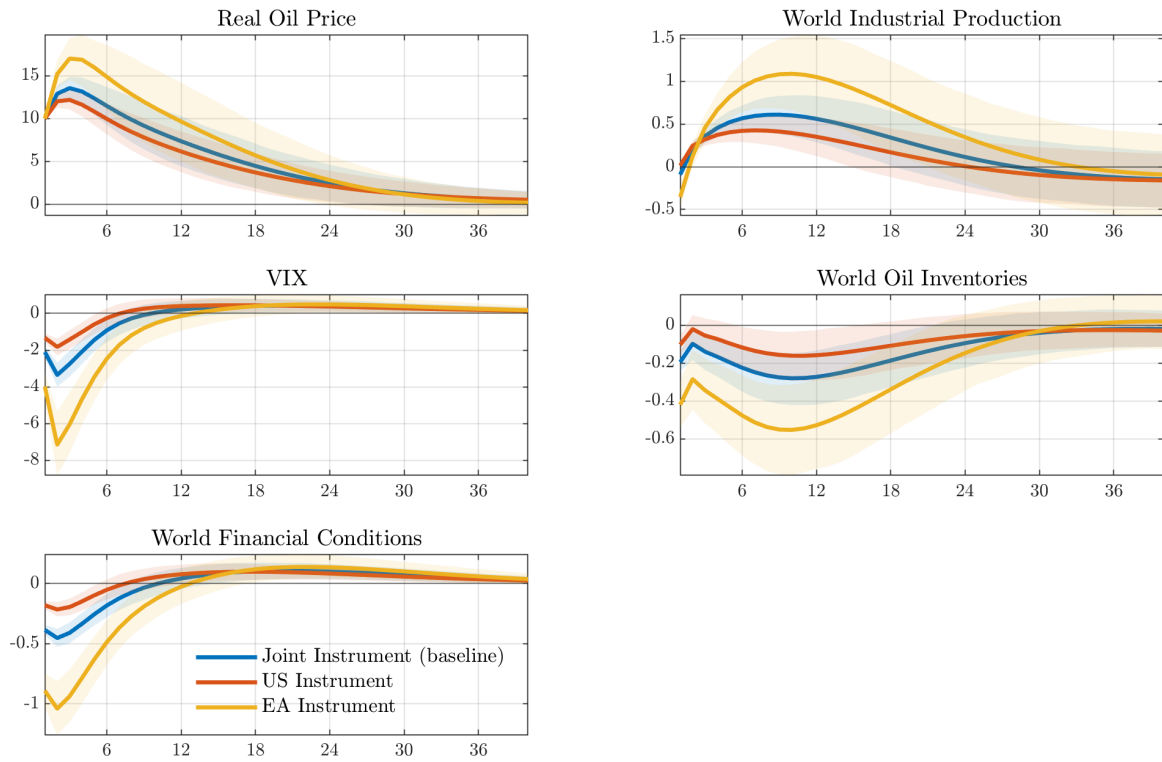 Real Oil Price
15
10
5
0
6 12 18 24 30 36
World Industrial Production
1.5
1
0.5
0
-0.5
6 12 18 24 30 36
VIX
0
-2
-4
-6
-8
6 12 18 24 30 36
World Oil Inventories
0
-0.2
-0.4
-0.6
6 12 18 24 30 36
World Financial Conditions
0
-0.5
-1
Joint Instrument (baseline)
US Instrument
EA Instrument
6 12 18 24 30 36